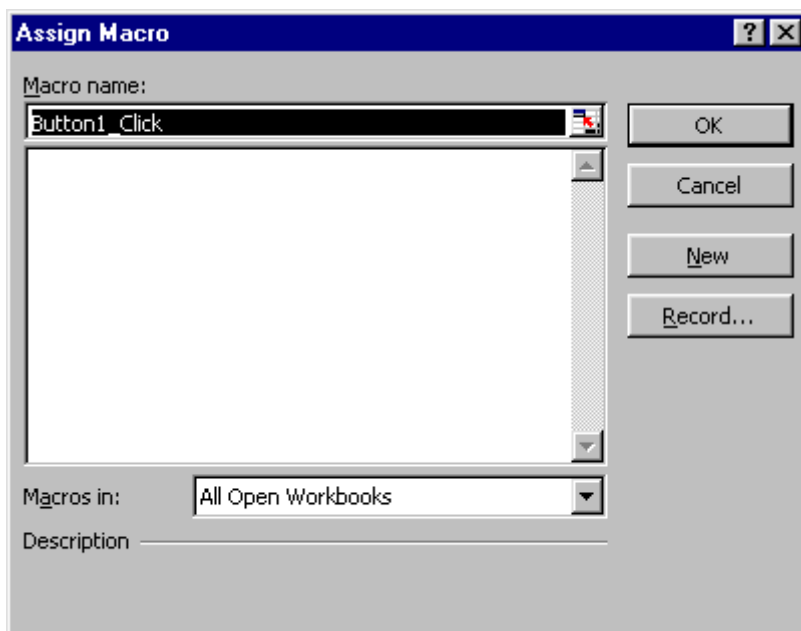 Assign Macro
Macro name:
Button1_Click
OK
Cancel
New
Record...
Macros in:
All Open Workbooks
Description